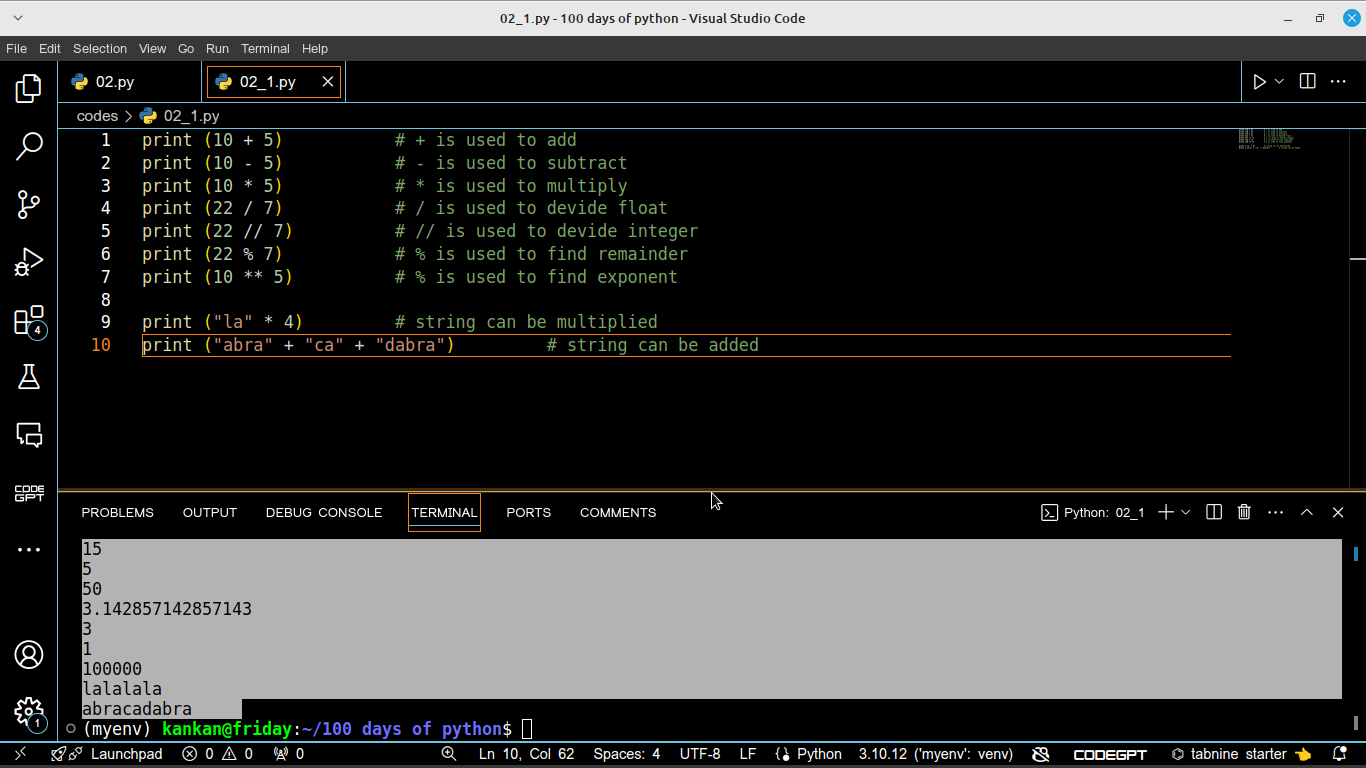 02_1.py - 100 days of python - Visual Studio Code
File Edit Selection View Go Run Terminal Help
02.py 02_1.py
codes > 02_1.py
1 print (10 + 5) # + is used to add
2 print (10 - 5) # - is used to subtract
3 print (10 * 5) # * is used to multiply
4 print (22 / 7) # / is used to devide float
5 print (22 // 7) # // is used to devide integer
6 print (22 % 7) # % is used to find remainder
7 print (10 ** 5) # % is used to find exponent
8
9 print ("la" * 4) # string can be multiplied
10 print ("abra" + "ca" + "dabra") # string can be added
4
CODE
GPT
PROBLEMS OUTPUT DEBUG CONSOLE TERMINAL PORTS COMMENTS Python: 02_1
15
5
50
3.142857142857143
3
1
100000
lalalala
abracadabra
(myenv) kankan@friday:~/100 days of python$
1
Launchpad 0 0 0 Ln 10, Col 62 Spaces: 4 UTF-8 LF Python 3.10.12 ('myenv': venv) CODEGPT tabnine starter